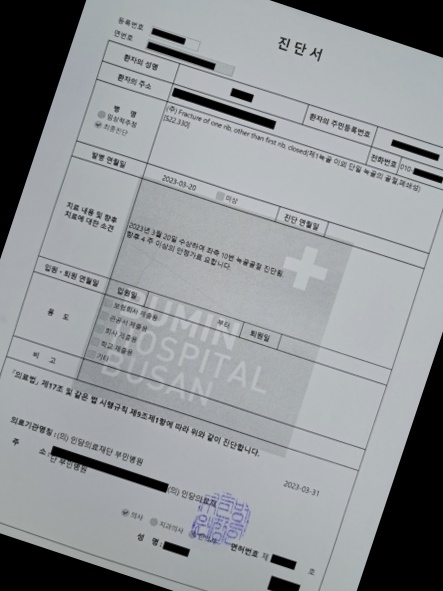 진단서
등록번호
연번호
환자의 성명
환자의 주민등록번호
환자의 주소
전화번호 010-
병 명
임상적추정
최종진단
(주) Fracture of one rib, other than first rib, closed(제1늑골 이외 단일 늑골의 골절,폐쇄성)
[S22.330]
발병 연월일
2023-03-20
미상
진단 연월일
치료 내용 및 향후
치료에 대한 소견
2023년 3월 20일 수상하여 좌측 10번 늑골골절 진단됨
향후 4 주 이상의 안정가료 요합니다.
입원·퇴원 연월일
입원일
부터
퇴원일
용 도
보험회사 제출용
관공서 제출용
회사 제출용
학교 제출용
기타
BUMIN
HOSPITAL
BUSAN
비 고
「의료법」 제17조 및 같은 법 시행규칙 제9조제1항에 따라 위와 같이 진단합니다.
2023-03-31
의료기관명칭 : (의) 인당의료재단 부민병원
주 소 :
(의) 인당의료재
단 부민병원
의사
치과의사
한의사
면허번호 제 호
성 명 :